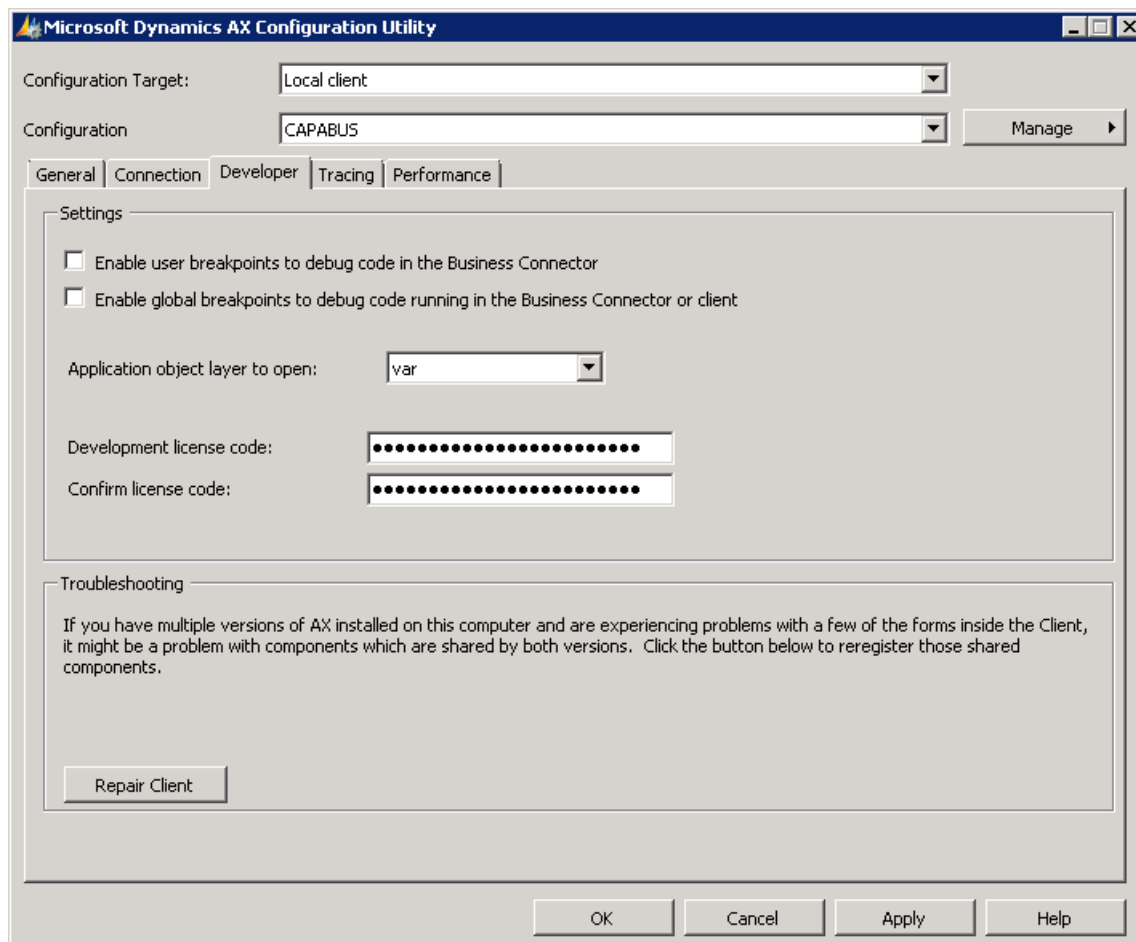 Microsoft Dynamics AX Configuration Utility
Configuration Target:
Local client
Configuration
CAPABUS
Manage
General
Connection
Developer
Tracing
Performance
Settings
Enable user breakpoints to debug code in the Business Connector
Enable global breakpoints to debug code running in the Business Connector or client
Application object layer to open:
var
Development license code:
••••••••••••••••••••••••
Confirm license code:
••••••••••••••••••••••••
Troubleshooting
If you have multiple versions of AX installed on this computer and are experiencing problems with a few of the forms inside the Client,
it might be a problem with components which are shared by both versions.  Click the button below to reregister those shared
components.
Repair Client
OK
Cancel
Apply
Help